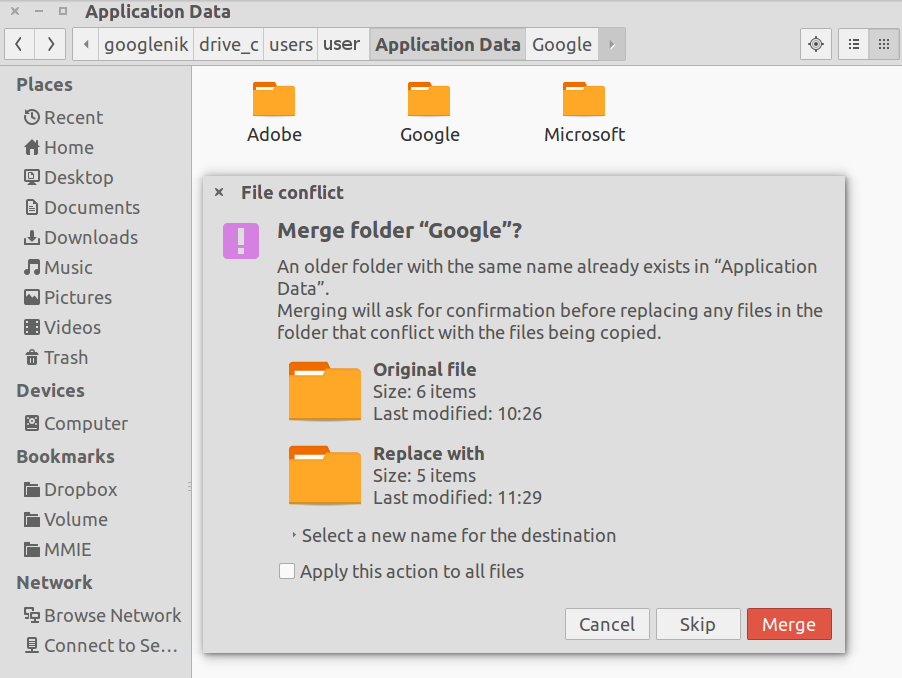 Application Data
googlenik drive_c users user Application Data Google
Places
Recent
Home
Desktop
Documents
Downloads
Music
Pictures
Videos
Trash
Devices
Computer
Bookmarks
Dropbox
Volume
MMIE
Network
Browse Network
Connect to Se…
Adobe Google Microsoft
File conflict
Merge folder “Google”?
An older folder with the same name already exists in “Application
Data”.
Merging will ask for confirmation before replacing any files in the
folder that conflict with the files being copied.
Original file
Size: 6 items
Last modified: 10:26
Replace with
Size: 5 items
Last modified: 11:29
Select a new name for the destination
Apply this action to all files
Cancel Skip Merge